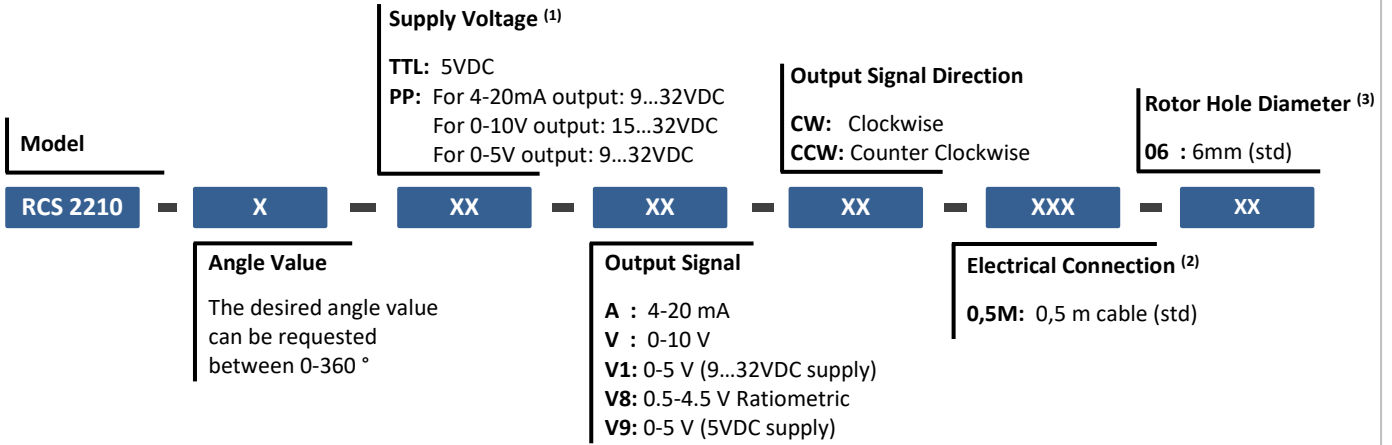 Supply Voltage (1)
TTL: 5VDC
PP: For 4-20mA output: 9...32VDC
For 0-10V output: 15...32VDC
For 0-5V output: 9...32VDC
Output Signal Direction
CW: Clockwise
CCW: Counter Clockwise
Rotor Hole Diameter (3)
06 : 6mm (std)
Model
RCS 2210 - X - XX - XX - XX - XXX - XX
Angle Value
The desired angle value
can be requested
between 0-360 °
Output Signal
A : 4-20 mA
V : 0-10 V
V1: 0-5 V (9...32VDC supply)
V8: 0.5-4.5 V Ratiometric
V9: 0-5 V (5VDC supply)
Electrical Connection (2)
0,5M: 0,5 m cable (std)